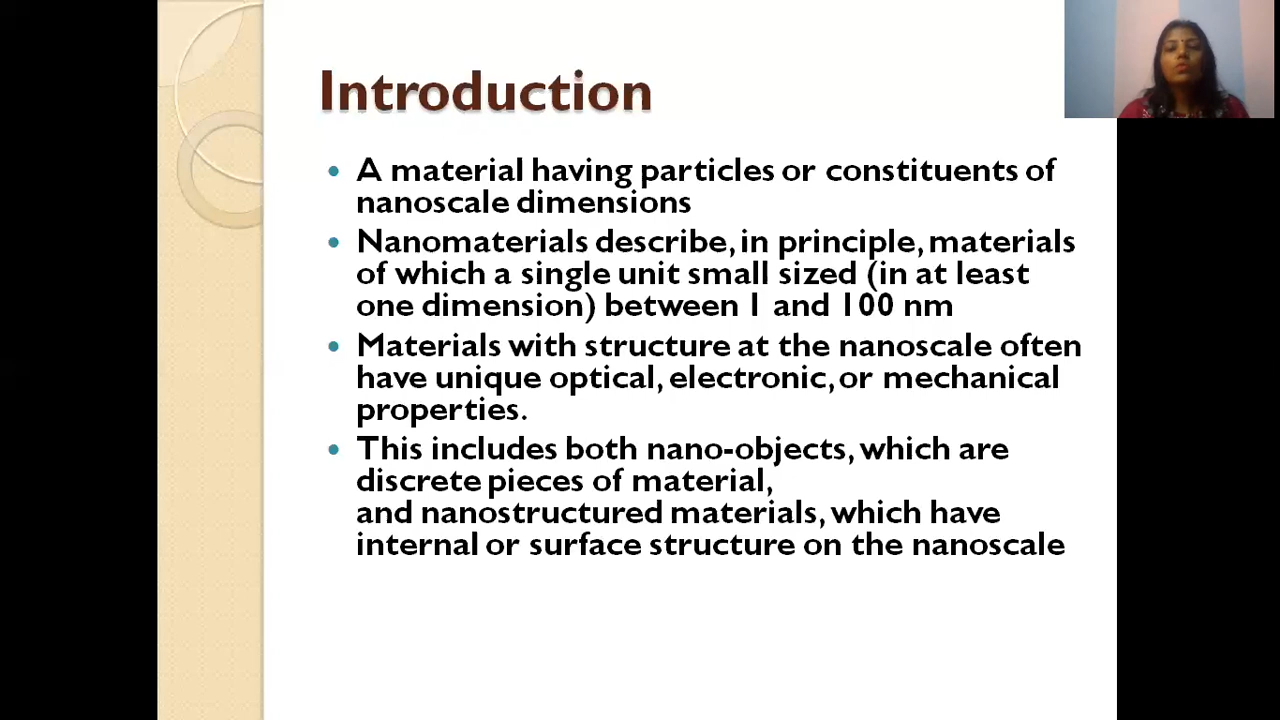 Introduction
• A material having particles or constituents of
nanoscale dimensions
• Nanomaterials describe, in principle, materials
of which a single unit small sized (in at least
one dimension) between 1 and 100 nm
• Materials with structure at the nanoscale often
have unique optical, electronic, or mechanical
properties.
• This includes both nano-objects, which are
discrete pieces of material,
and nanostructured materials, which have
internal or surface structure on the nanoscale